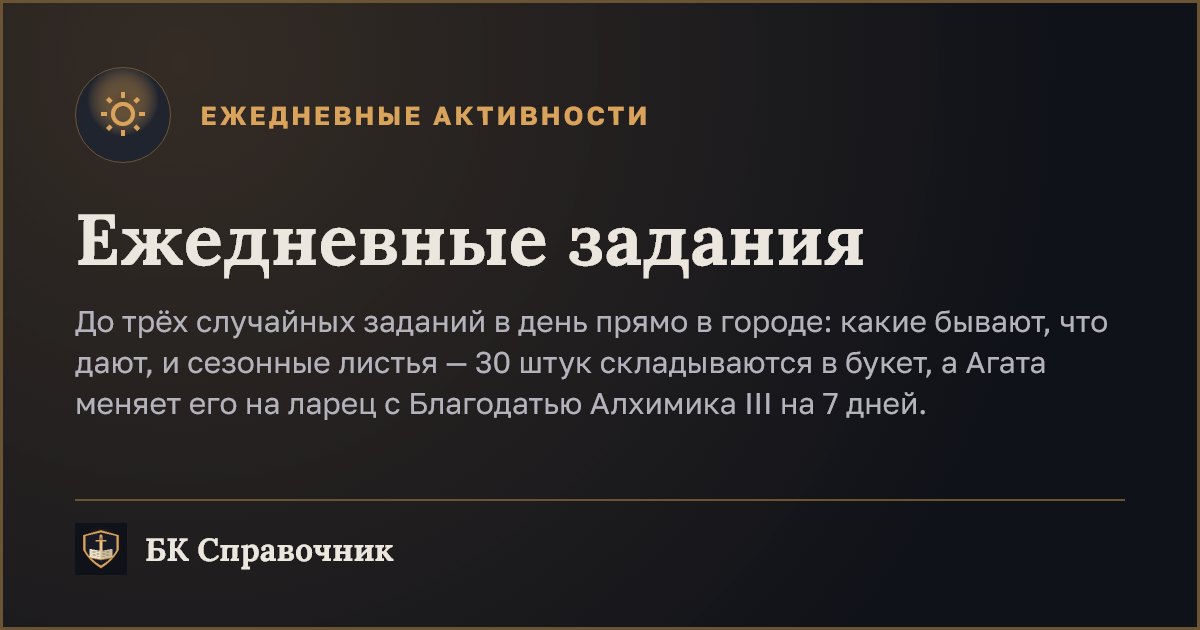 ЕЖЕДНЕВНЫЕ АКТИВНОСТИ
Ежедневные задания
До трёх случайных заданий в день прямо в городе: какие бывают, что
дают, и сезонные листья — 30 штук складываются в букет, а Агата
меняет его на ларец с Благодатью Алхимика III на 7 дней.
БК Справочник